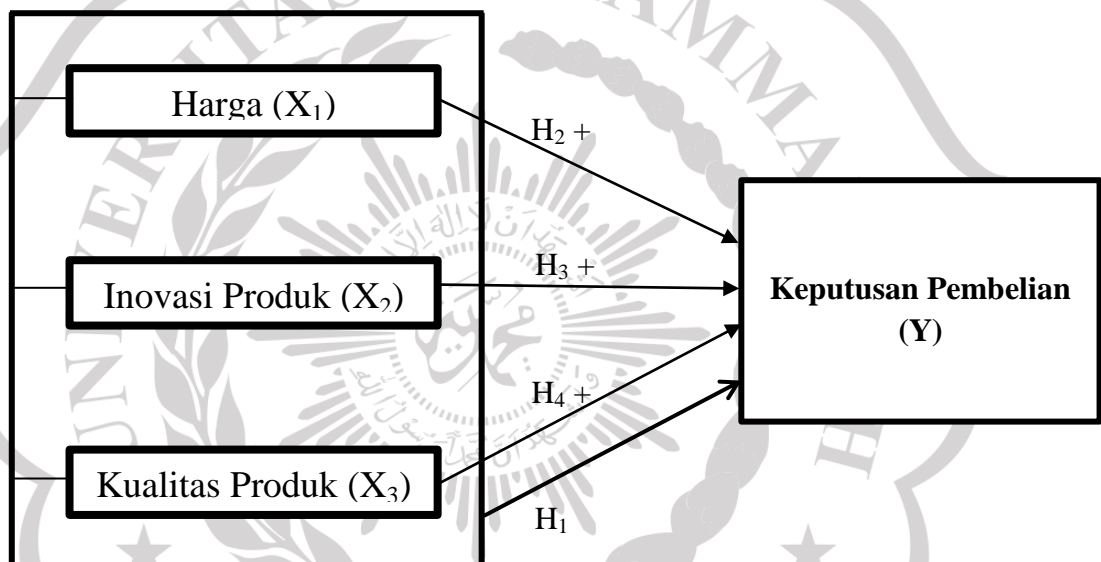 Harga (X₁)
H₂ +
Inovasi Produk (X₂)
H₃ +
Keputusan Pembelian
(Y)
H₄ +
Kualitas Produk (X₃)
H₁